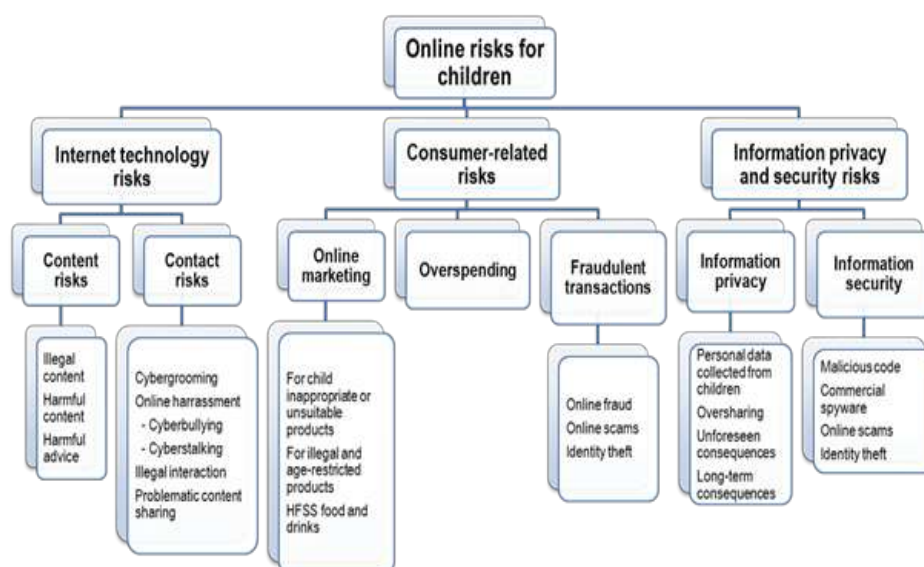 Online risks for
children
Internet technology
risks
Consumer-related
risks
Information privacy
and security risks
Content
risks
Contact
risks
Online
marketing
Overspending
Fraudulent
transactions
Information
privacy
Information
security
Illegal
content
Harmful
content
Harmful
advice
Cybergrooming
Online harrassment
- Cyberbullying
- Cyberstalking
Illegal interaction
Problematic content
sharing
For child
inappropriate or
unsuitable
products
For illegal and
age-restricted
products
HFSS food and
drinks
Online fraud
Online scams
Identity theft
Personal data
collected from
children
Oversharing
Unforeseen
consequences
Long-term
consequences
Malicious code
Commercial
spyware
Online scams
Identity theft